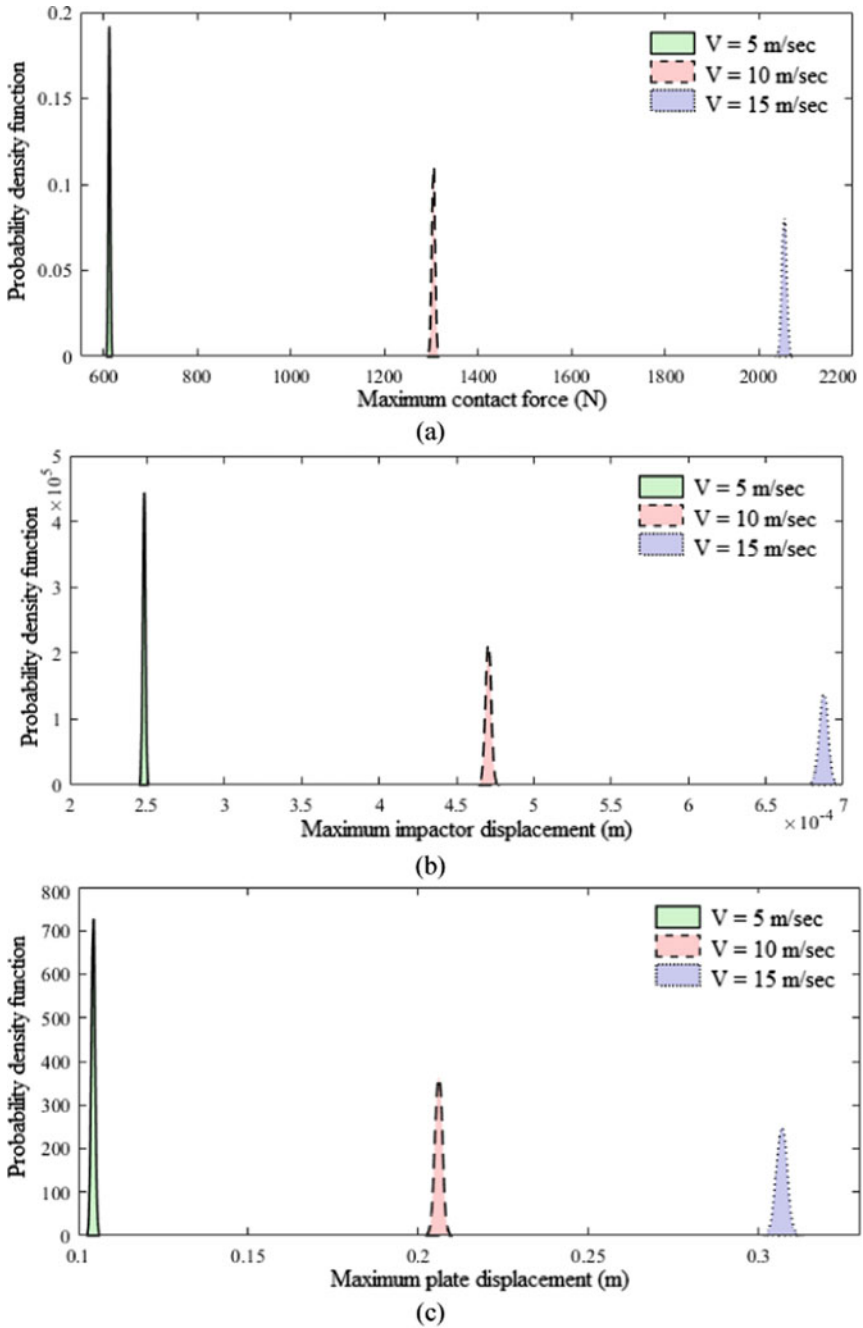 0.2
0.15
0.1
0.05
0
Probability density function
V = 5 m/sec
V = 10 m/sec
V = 15 m/sec
600 800 1000 1200 1400 1600 1800 2000 2200
Maximum contact force (N)
(a)
5
4
3
2
1
0
×10⁵
Probability density function
V = 5 m/sec
V = 10 m/sec
V = 15 m/sec
2 2.5 3 3.5 4 4.5 5 5.5 6 6.5 7
Maximum impactor displacement (m)
×10⁻⁴
(b)
800
700
600
500
400
300
200
100
0
Probability density function
V = 5 m/sec
V = 10 m/sec
V = 15 m/sec
0.1 0.15 0.2 0.25 0.3
Maximum plate displacement (m)
(c)